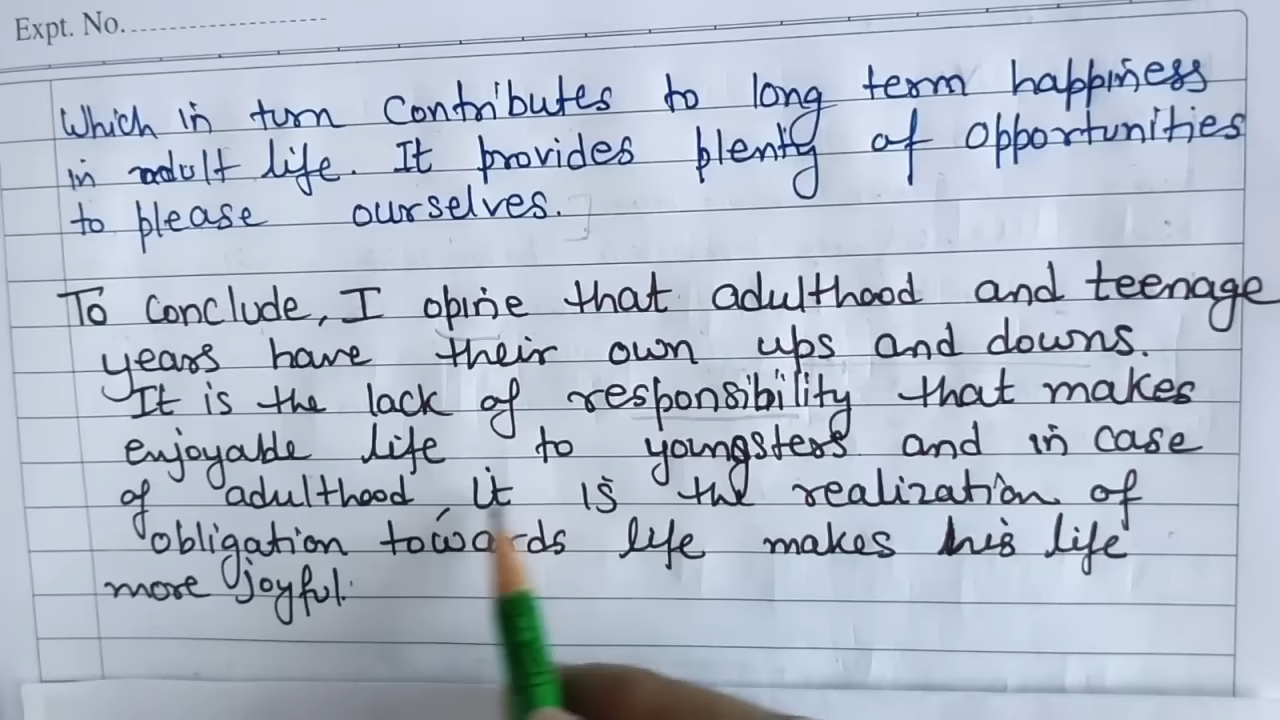 Expt. No.
Which in turn Contributes to long term happiness
in adult life. It provides plenty of opportunities
to please ourselves.
To Conclude, I opine that adulthood and teenage
years have their own ups and downs.
It is the lack of responsibility that makes
enjoyable life to youngsters and in case
of adulthood, it is the realization of
obligation towards life makes his life
more joyful.